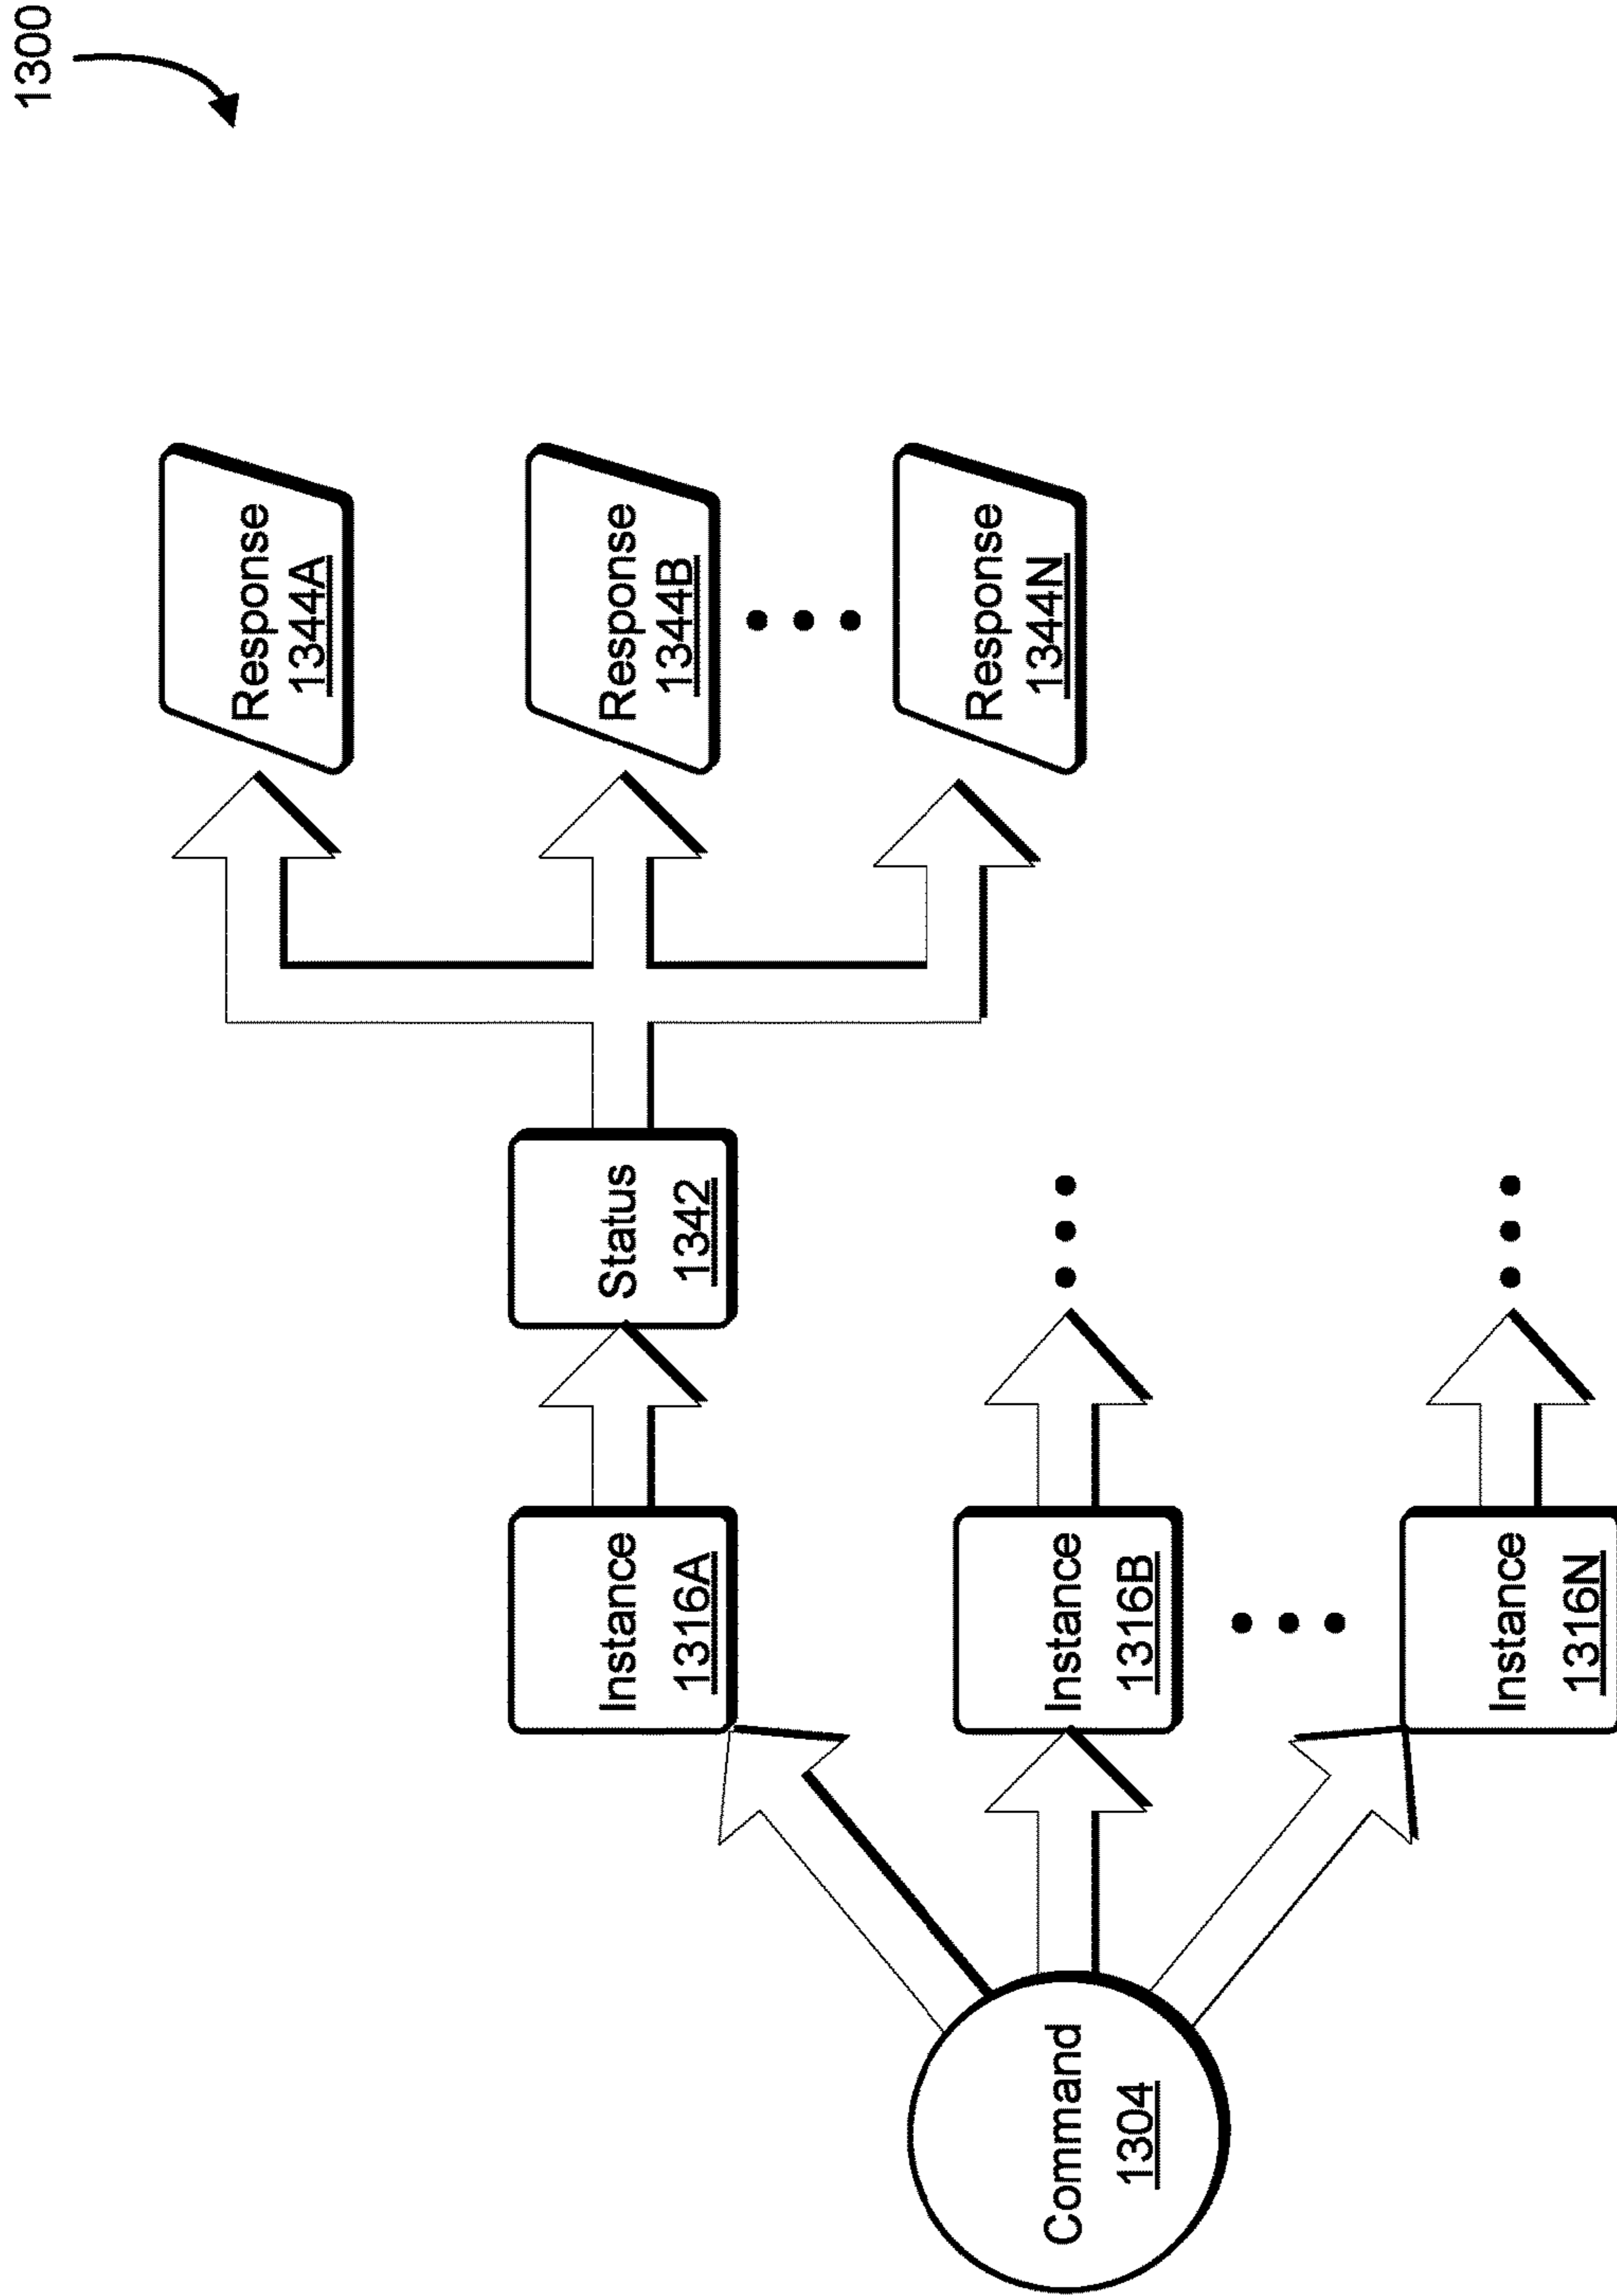 1300
Command
1304
Instance
1316A
Instance
1316B
Instance
1316N
Status
1342
Response
1344A
Response
1344B
Response
1344N